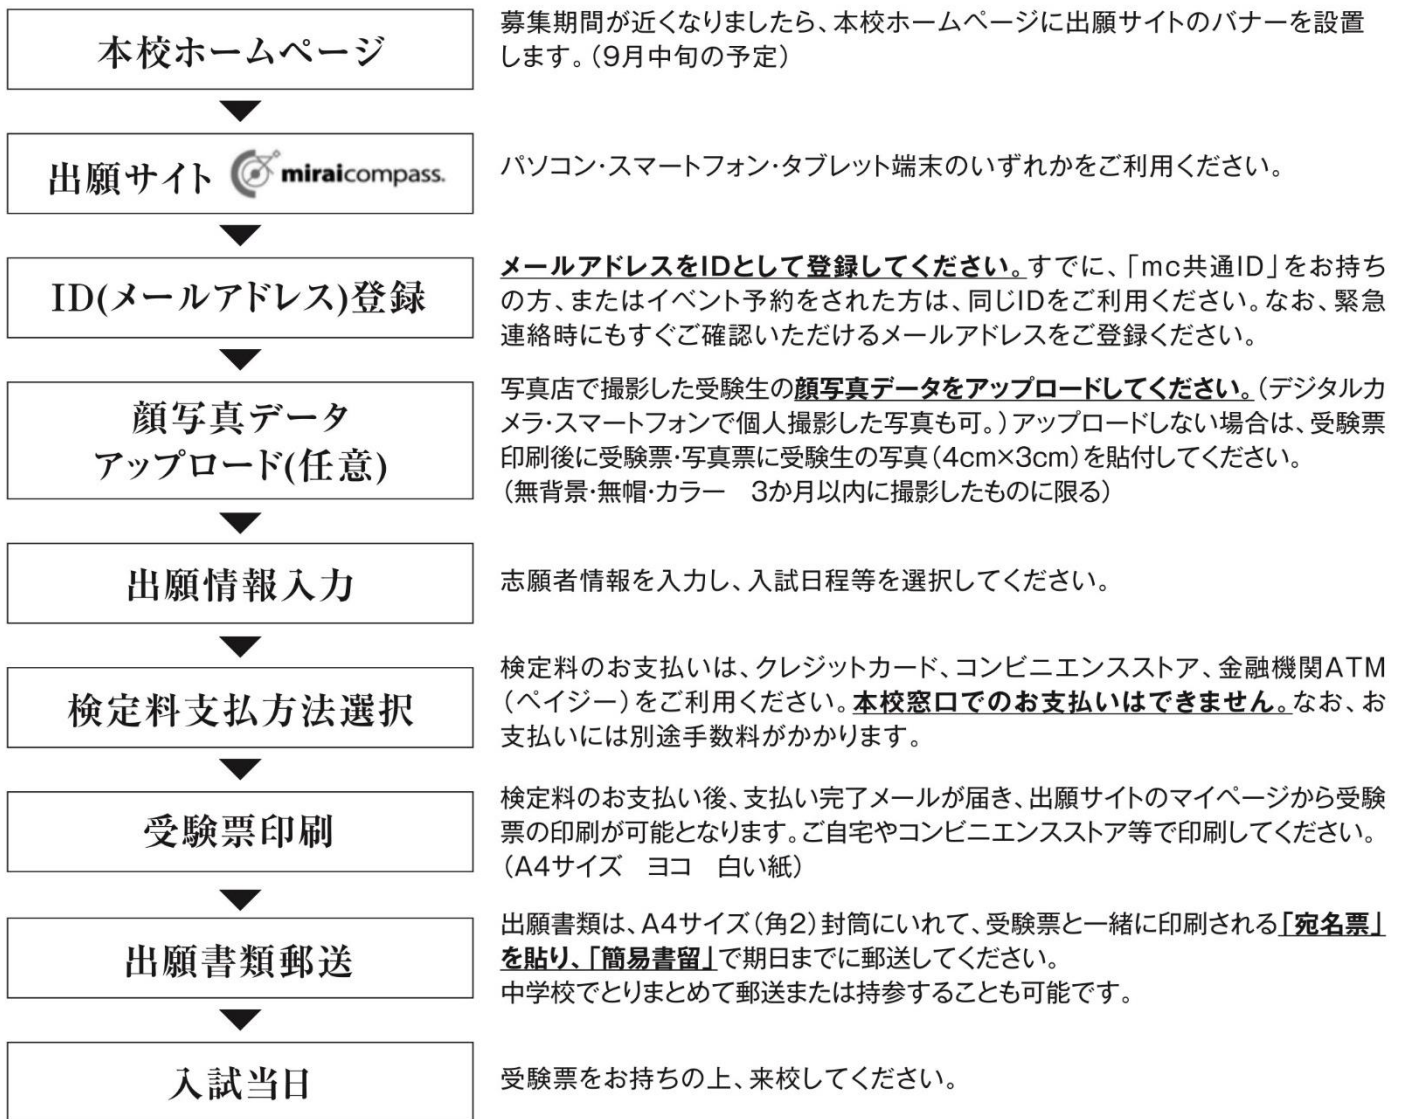 本校ホームページ
募集期間が近くなりましたら、本校ホームページに出願サイトのバナーを設置
します。(9月中旬の予定)
出願サイト miraicompass.
パソコン・スマートフォン・タブレット端末のいずれかをご利用ください。
ID(メールアドレス)登録
メールアドレスをIDとして登録してください。すでに、「mc共通ID」をお持ち
の方、またはイベント予約をされた方は、同じIDをご利用ください。なお、緊急
連絡時にもすぐご確認いただけるメールアドレスをご登録ください。
顔写真データ
アップロード(任意)
写真店で撮影した受験生の顔写真データをアップロードしてください。(デジタルカ
メラ・スマートフォンで個人撮影した写真も可。)アップロードしない場合は、受験票
印刷後に受験票・写真票に受験生の写真(4cm×3cm)を貼付してください。
(無背景・無帽・カラー　3か月以内に撮影したものに限る)
出願情報入力
志願者情報を入力し、入試日程等を選択してください。
検定料支払方法選択
検定料のお支払いは、クレジットカード、コンビニエンスストア、金融機関ATM
(ペイジー)をご利用ください。本校窓口でのお支払いはできません。なお、お
支払いには別途手数料がかかります。
受験票印刷
検定料のお支払い後、支払い完了メールが届き、出願サイトのマイページから受験
票の印刷が可能となります。ご自宅やコンビニエンスストア等で印刷してください。
(A4サイズ　ヨコ　白い紙)
出願書類郵送
出願書類は、A4サイズ(角2)封筒にいれて、受験票と一緒に印刷される「宛名票」
を貼り、「簡易書留」で期日までに郵送してください。
中学校でとりまとめて郵送または持参することも可能です。
入試当日
受験票をお持ちの上、来校してください。